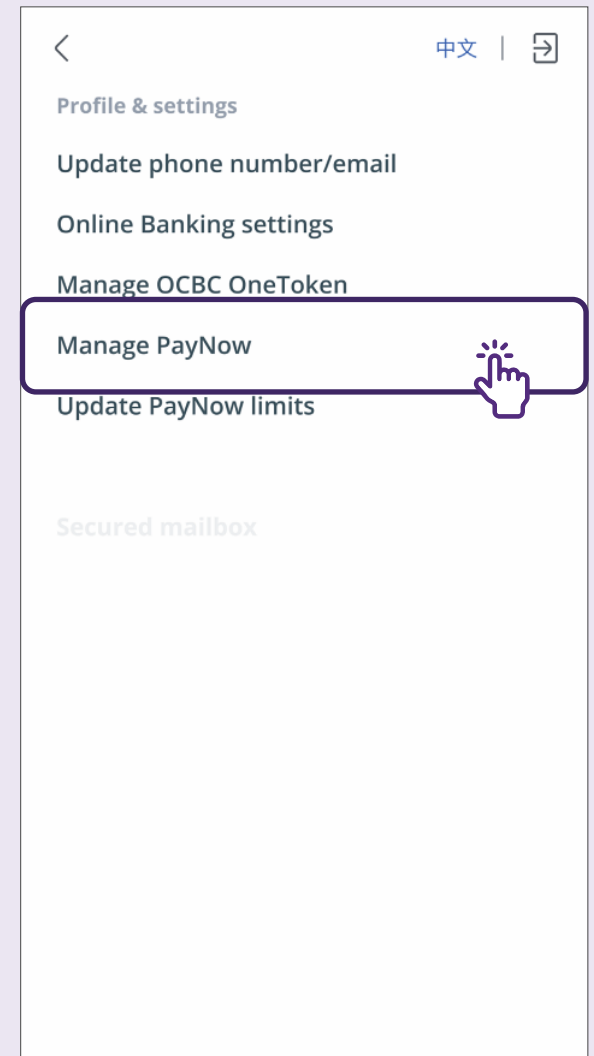 中文 |
Profile & settings
Update phone number/email
Online Banking settings
Manage OCBC OneToken
Manage PayNow
Update PayNow limits
Secured mailbox